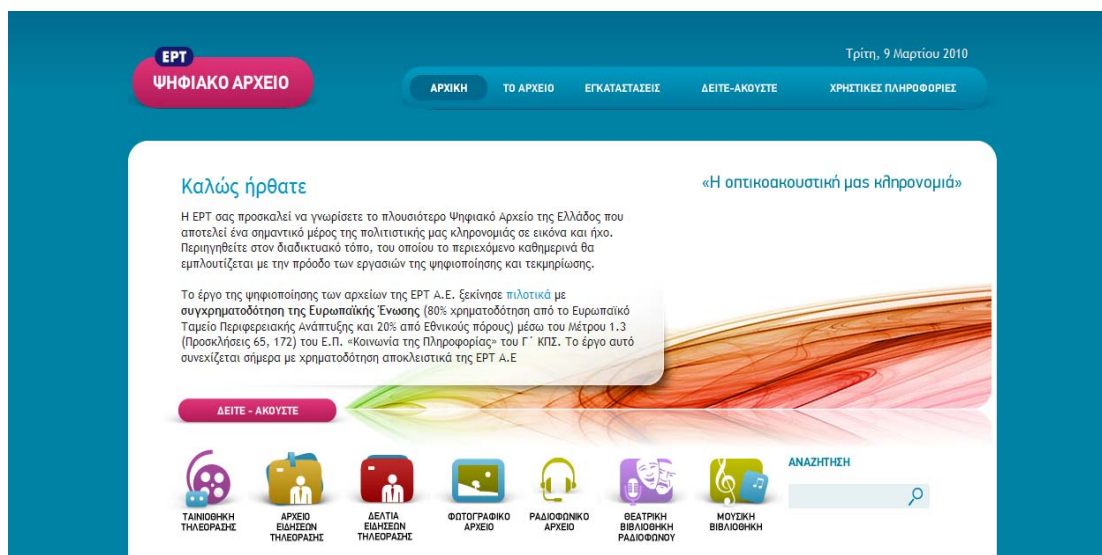 ΕΡΤ
ΨΗΦΙΑΚΟ ΑΡΧΕΙΟ
Τρίτη, 9 Μαρτίου 2010
ΑΡΧΙΚΗ ΤΟ ΑΡΧΕΙΟ ΕΓΚΑΤΑΣΤΑΣΕΙΣ ΔΕΙΤΕ-ΑΚΟΥΣΤΕ ΧΡΗΣΤΙΚΕΣ ΠΛΗΡΟΦΟΡΙΕΣ
Καλώς ήρθατε
«Η οπτικοακουστική μας κληρονομιά»
Η ΕΡΤ σας προσκαλεί να γνωρίσετε το πλουσιότερο Ψηφιακό Αρχείο της Ελλάδος που
αποτελεί ένα σημαντικό μέρος της πολιτιστικής μας κληρονομιάς σε εικόνα και ήχο.
Περιηγηθείτε στον διαδικτυακό τόπο, του οποίου το περιεχόμενο καθημερινά θα
εμπλουτίζεται με την πρόοδο των εργασιών της ψηφιοποίησης και τεκμηρίωσης.
Το έργο της ψηφιοποίησης των αρχείων της ΕΡΤ Α.Ε. ξεκίνησε πιλοτικά με
συγχρηματοδότηση της Ευρωπαϊκής Ένωσης (80% χρηματοδότηση από το Ευρωπαϊκό
Ταμείο Περιφερειακής Ανάπτυξης και 20% από Εθνικούς πόρους) μέσω του Μέτρου 1.3
(Προσκλήσεις 65, 172) του Ε.Π. «Κοινωνία της Πληροφορίας» του Γ΄ ΚΠΣ. Το έργο αυτό
συνεχίζεται σήμερα με χρηματοδότηση αποκλειστικά της ΕΡΤ Α.Ε
ΔΕΙΤΕ - ΑΚΟΥΣΤΕ
ΤΑΙΝΙΟΘΗΚΗ
ΤΗΛΕΟΡΑΣΗΣ
ΑΡΧΕΙΟ
ΕΙΔΗΣΕΩΝ
ΤΗΛΕΟΡΑΣΗΣ
ΔΕΛΤΙΑ
ΕΙΔΗΣΕΩΝ
ΤΗΛΕΟΡΑΣΗΣ
ΦΩΤΟΓΡΑΦΙΚΟ
ΑΡΧΕΙΟ
ΡΑΔΙΟΦΩΝΙΚΟ
ΑΡΧΕΙΟ
ΘΕΑΤΡΙΚΗ
ΒΙΒΛΙΟΘΗΚΗ
ΡΑΔΙΟΦΩΝΟΥ
ΜΟΥΣΙΚΗ
ΒΙΒΛΙΟΘΗΚΗ
ΑΝΑΖΗΤΗΣΗ